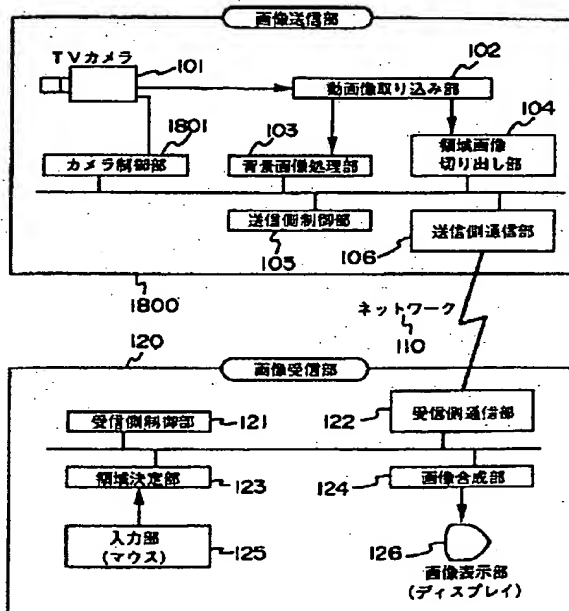 画像送信部
TVカメラ
101
102
動画像取り込み部
1801
103
104
カメラ制御部
背景画像処理部
領域画像
切り出し部
送信側制御部
105
106
送信側通信部
1800
ネットワーク
110
120
画像受信部
受信側制御部
121
122
受信側通信部
領域決定部
123
124
画像合成部
入力部
(マウス)
125
126
画像表示部
(ディスプレイ)